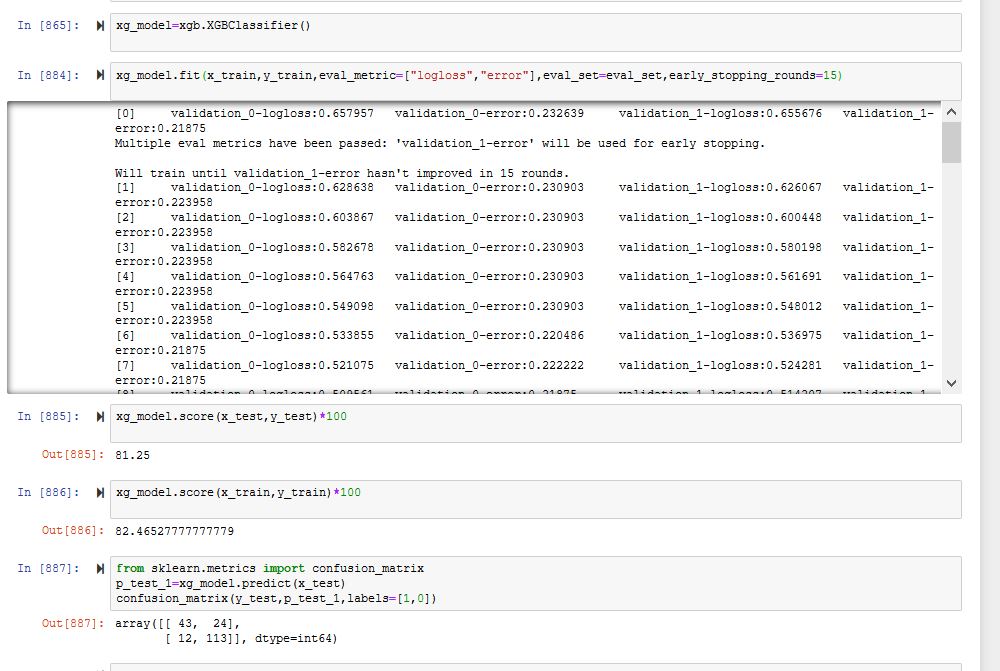 In [865]: xg_model=xgb.XGBClassifier()
In [884]: xg_model.fit(x_train,y_train,eval_metric=["logloss","error"],eval_set=eval_set,early_stopping_rounds=15)
[0] validation_0-logloss:0.657957 validation_0-error:0.232639 validation_1-logloss:0.655676 validation_1-
error:0.21875
Multiple eval metrics have been passed: 'validation_1-error' will be used for early stopping.
Will train until validation_1-error hasn't improved in 15 rounds.
[1] validation_0-logloss:0.628638 validation_0-error:0.230903 validation_1-logloss:0.626067 validation_1-
error:0.223958
[2] validation_0-logloss:0.603867 validation_0-error:0.230903 validation_1-logloss:0.600448 validation_1-
error:0.223958
[3] validation_0-logloss:0.582678 validation_0-error:0.230903 validation_1-logloss:0.580198 validation_1-
error:0.223958
[4] validation_0-logloss:0.564763 validation_0-error:0.230903 validation_1-logloss:0.561691 validation_1-
error:0.223958
[5] validation_0-logloss:0.549098 validation_0-error:0.230903 validation_1-logloss:0.548012 validation_1-
error:0.223958
[6] validation_0-logloss:0.533855 validation_0-error:0.220486 validation_1-logloss:0.536975 validation_1-
error:0.21875
[7] validation_0-logloss:0.521075 validation_0-error:0.222222 validation_1-logloss:0.524281 validation_1-
error:0.21875
In [885]: xg_model.score(x_test,y_test)*100
Out[885]: 81.25
In [886]: xg_model.score(x_train,y_train)*100
Out[886]: 82.46527777777779
In [887]: from sklearn.metrics import confusion_matrix
p_test_1=xg_model.predict(x_test)
confusion_matrix(y_test,p_test_1,labels=[1,0])
Out[887]: array([[ 43, 24],
[ 12, 113]], dtype=int64)